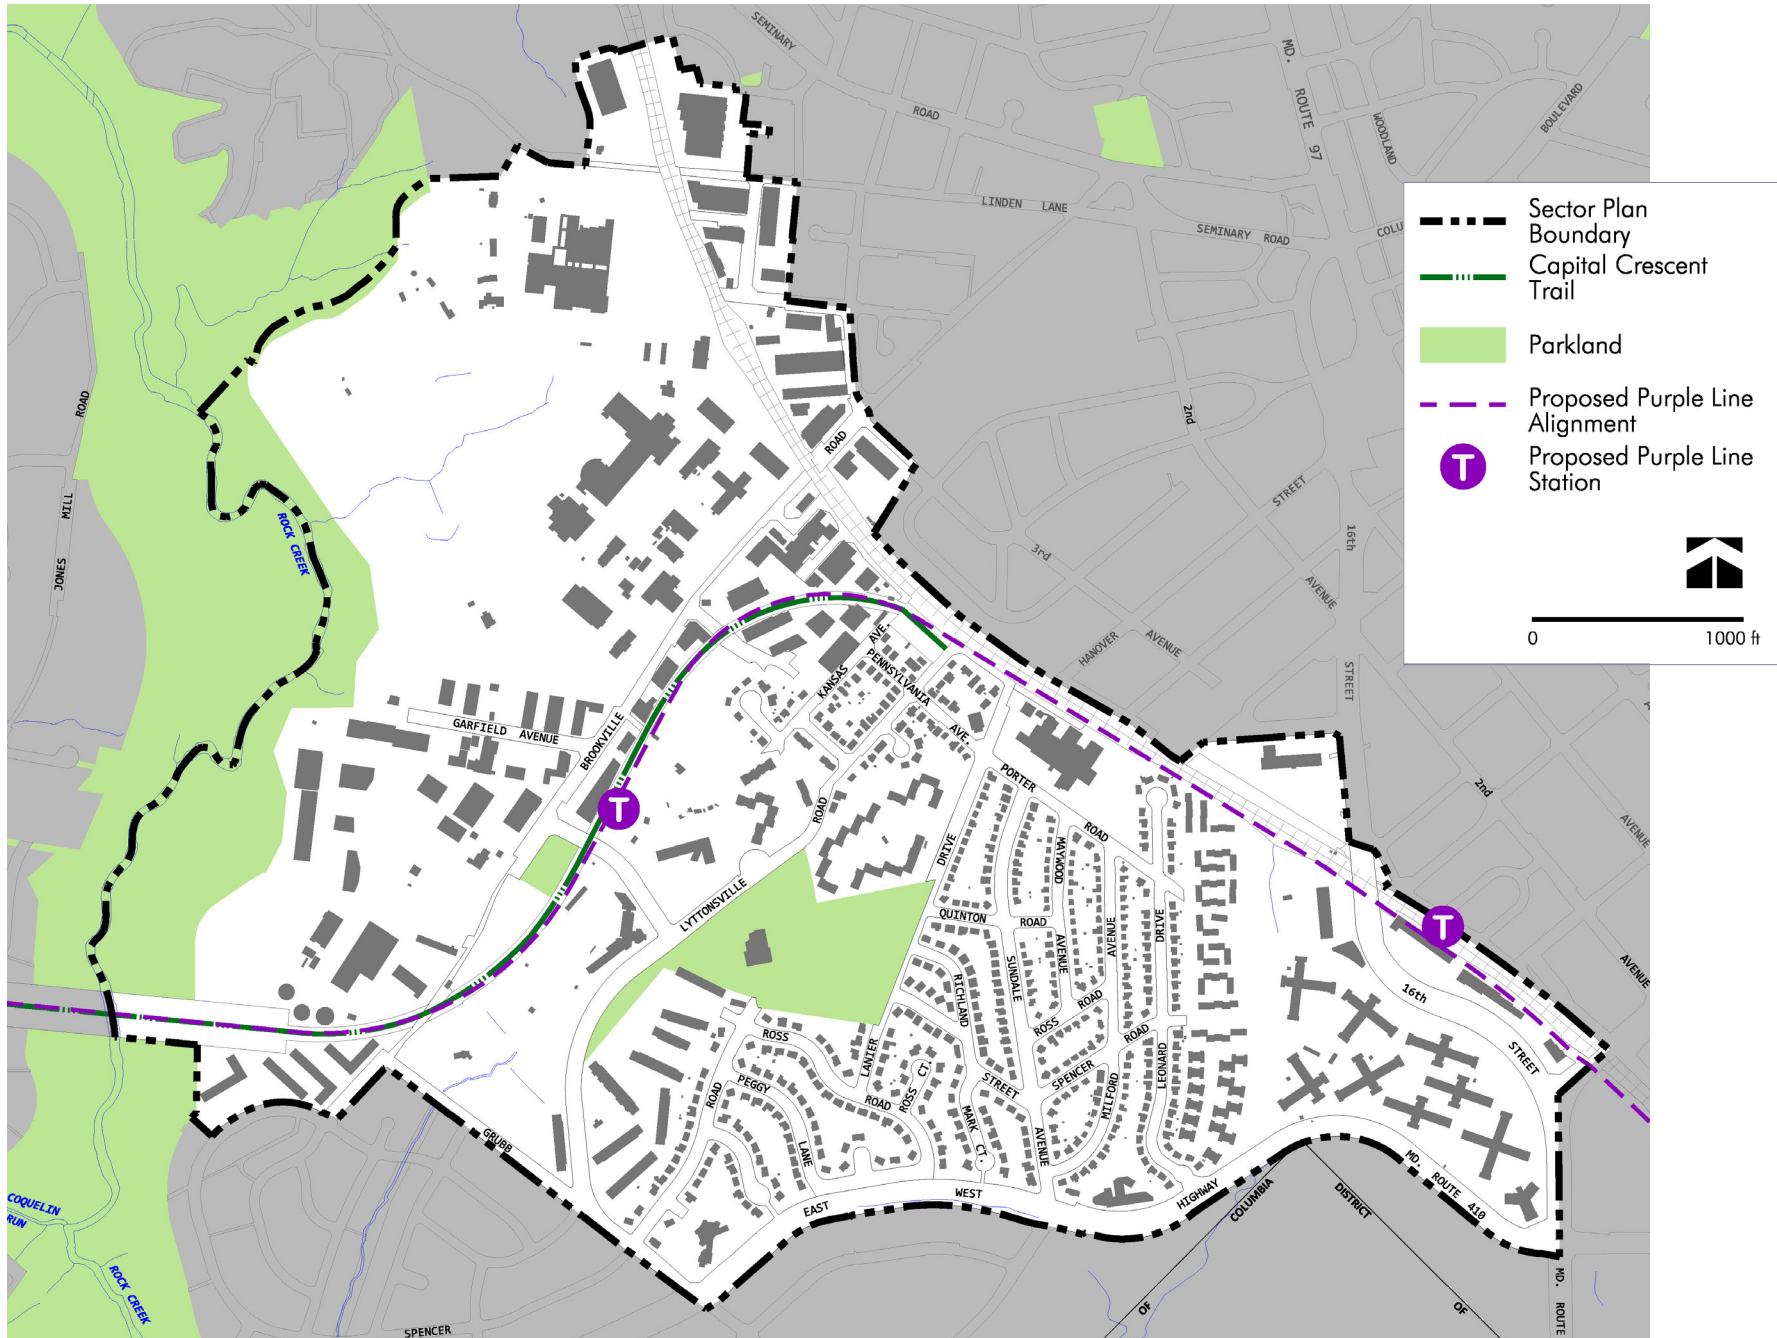 SEMINARY
ROAD
MD. ROUTE 97
WOODLAND
BOULEVARD
LINDEN LANE
SEMINARY ROAD
COLU
Sector Plan
Boundary
Capital Crescent
Trail
Parkland
Proposed Purple Line
Alignment
T
Proposed Purple Line
Station
0
1000 ft
ROAD
MILL
JONES
ROCK CREEK
ROAD
2nd
STREET
3rd
16th
AVENUE
HANOVER AVENUE
STREET
2nd
AVENUE
AVENUE
AVE.
KANSAS
PENNSYLVANIA
AVE.
GARFIELD AVENUE
BROOKVILLE
T
ROAD
LYTTONSVILLE
PORTER
ROAD
DRIVE
MAYWOOD
AVENUE
QUINTON
ROAD
SUNDALE
RICHLAND
AVENUE
DRIVE
ROSS
ROAD
SPENCER
ROAD
LEONARD
MILFORD
T
16th
STREET
ROSS
ROAD
LANIER
ROSS CT.
PEGGY
LANE
ROAD
STREET
MARK CT.
AVENUE
GRUBB
EAST
WEST
HIGHWAY
MD. ROUTE 410
COLUMBIA
DISTRICT
OF
OF
MD. ROUTE
COQUELIN
RUN
ROCK CREEK
SPENCER